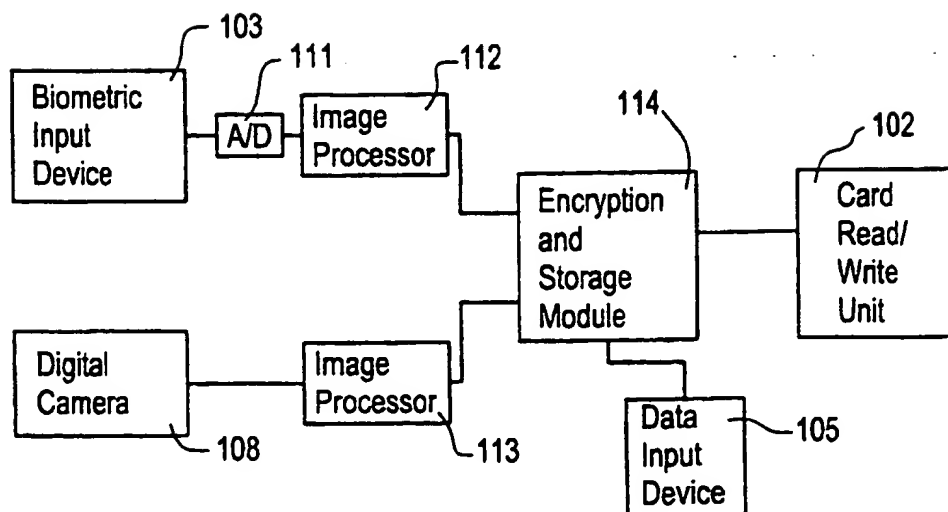 103
Biometric
Input
Device
111
A/D
112
Image
Processor
114
Encryption
and
Storage
Module
102
Card
Read/
Write
Unit
Digital
Camera
108
Image
Processor
113
Data
Input
Device
105